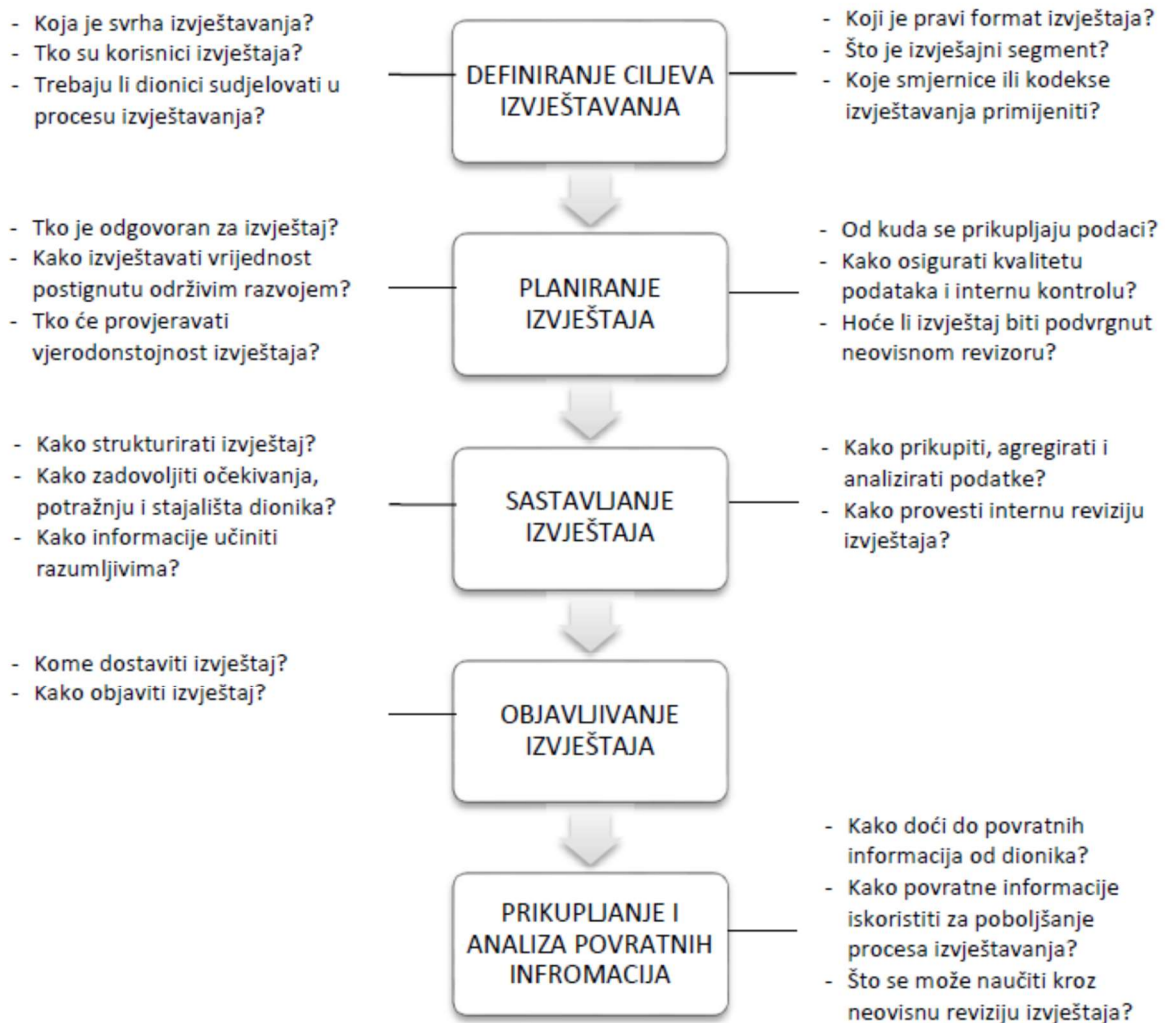 - Koja je svrha izvještavanja?
- Tko su korisnici izvještaja?
- Trebaju li dionici sudjelovati u
procesu izvještavanja?
DEFINIRANJE CILJEVA
IZVJEŠTAVANJA
- Koji je pravi format izvještaja?
- Što je izvješajni segment?
- Koje smjernice ili kodekse
izvještavanja primijeniti?
- Tko je odgovoran za izvještaj?
- Kako izvještavati vrijednost
postignutu održivim razvojem?
- Tko će provjeravati
vjerodonstojnost izvještaja?
PLANIRANJE
IZVJEŠTAJA
- Od kuda se prikupljaju podaci?
- Kako osigurati kvalitetu
podataka i internu kontrolu?
- Hoće li izvještaj biti podvrgnut
neovisnom revizoru?
- Kako strukturirati izvještaj?
- Kako zadovoljiti očekivanja,
potražnju i stajališta dionika?
- Kako informacije učiniti
razumljivima?
SASTAVLJANJE
IZVJEŠTAJA
- Kako prikupiti, agregirati i
analizirati podatke?
- Kako provesti internu reviziju
izvještaja?
- Kome dostaviti izvještaj?
- Kako objaviti izvještaj?
OBJAVLJIVANJE
IZVJEŠTAJA
PRIKUPLJANJE I
ANALIZA POVRATNIH
INFROMACIJA
- Kako doći do povratnih
informacija od dionika?
- Kako povratne informacije
iskoristiti za poboljšanje
procesa izvještavanja?
- Što se može naučiti kroz
neovisnu reviziju izvještaja?